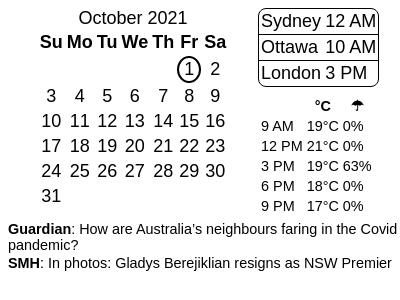 October 2021
Su Mo Tu We Th Fr Sa
1 2
3 4 5 6 7 8 9
10 11 12 13 14 15 16
17 18 19 20 21 22 23
24 25 26 27 28 29 30
31
Sydney 12 AM
Ottawa 10 AM
London 3 PM
°C ☂
9 AM 19°C 0%
12 PM 21°C 0%
3 PM 19°C 63%
6 PM 18°C 0%
9 PM 17°C 0%
Guardian: How are Australia’s neighbours faring in the Covid
pandemic?
SMH: In photos: Gladys Berejiklian resigns as NSW Premier